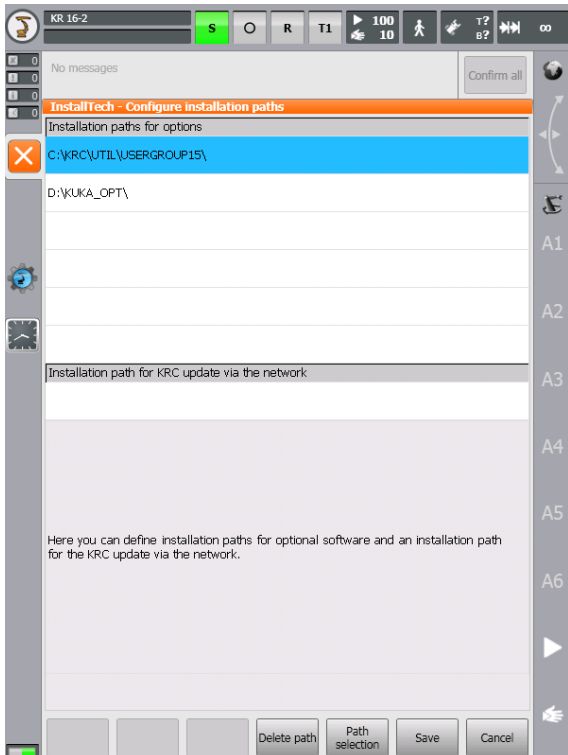 KR 16-2
S
O
R
T1
100
10
T?
B?
∞
0
0
0
0
No messages
Confirm all
InstallTech - Configure installation paths
Installation paths for options
C:\KRC\UTIL\USERGROUP15\
D:\KUKA_OPT\
Installation path for KRC update via the network
Here you can define installation paths for optional software and an installation path
for the KRC update via the network.
A1
A2
A3
A4
A5
A6
Delete path
Path
selection
Save
Cancel